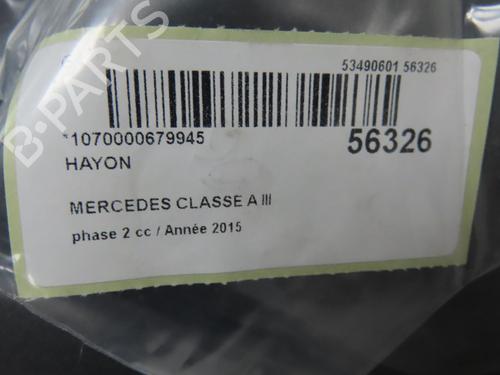 53490601 56326
*1070000679945
56326
HAYON
MERCEDES CLASSE A III
phase 2 cc / Année 2015
B-PARTS